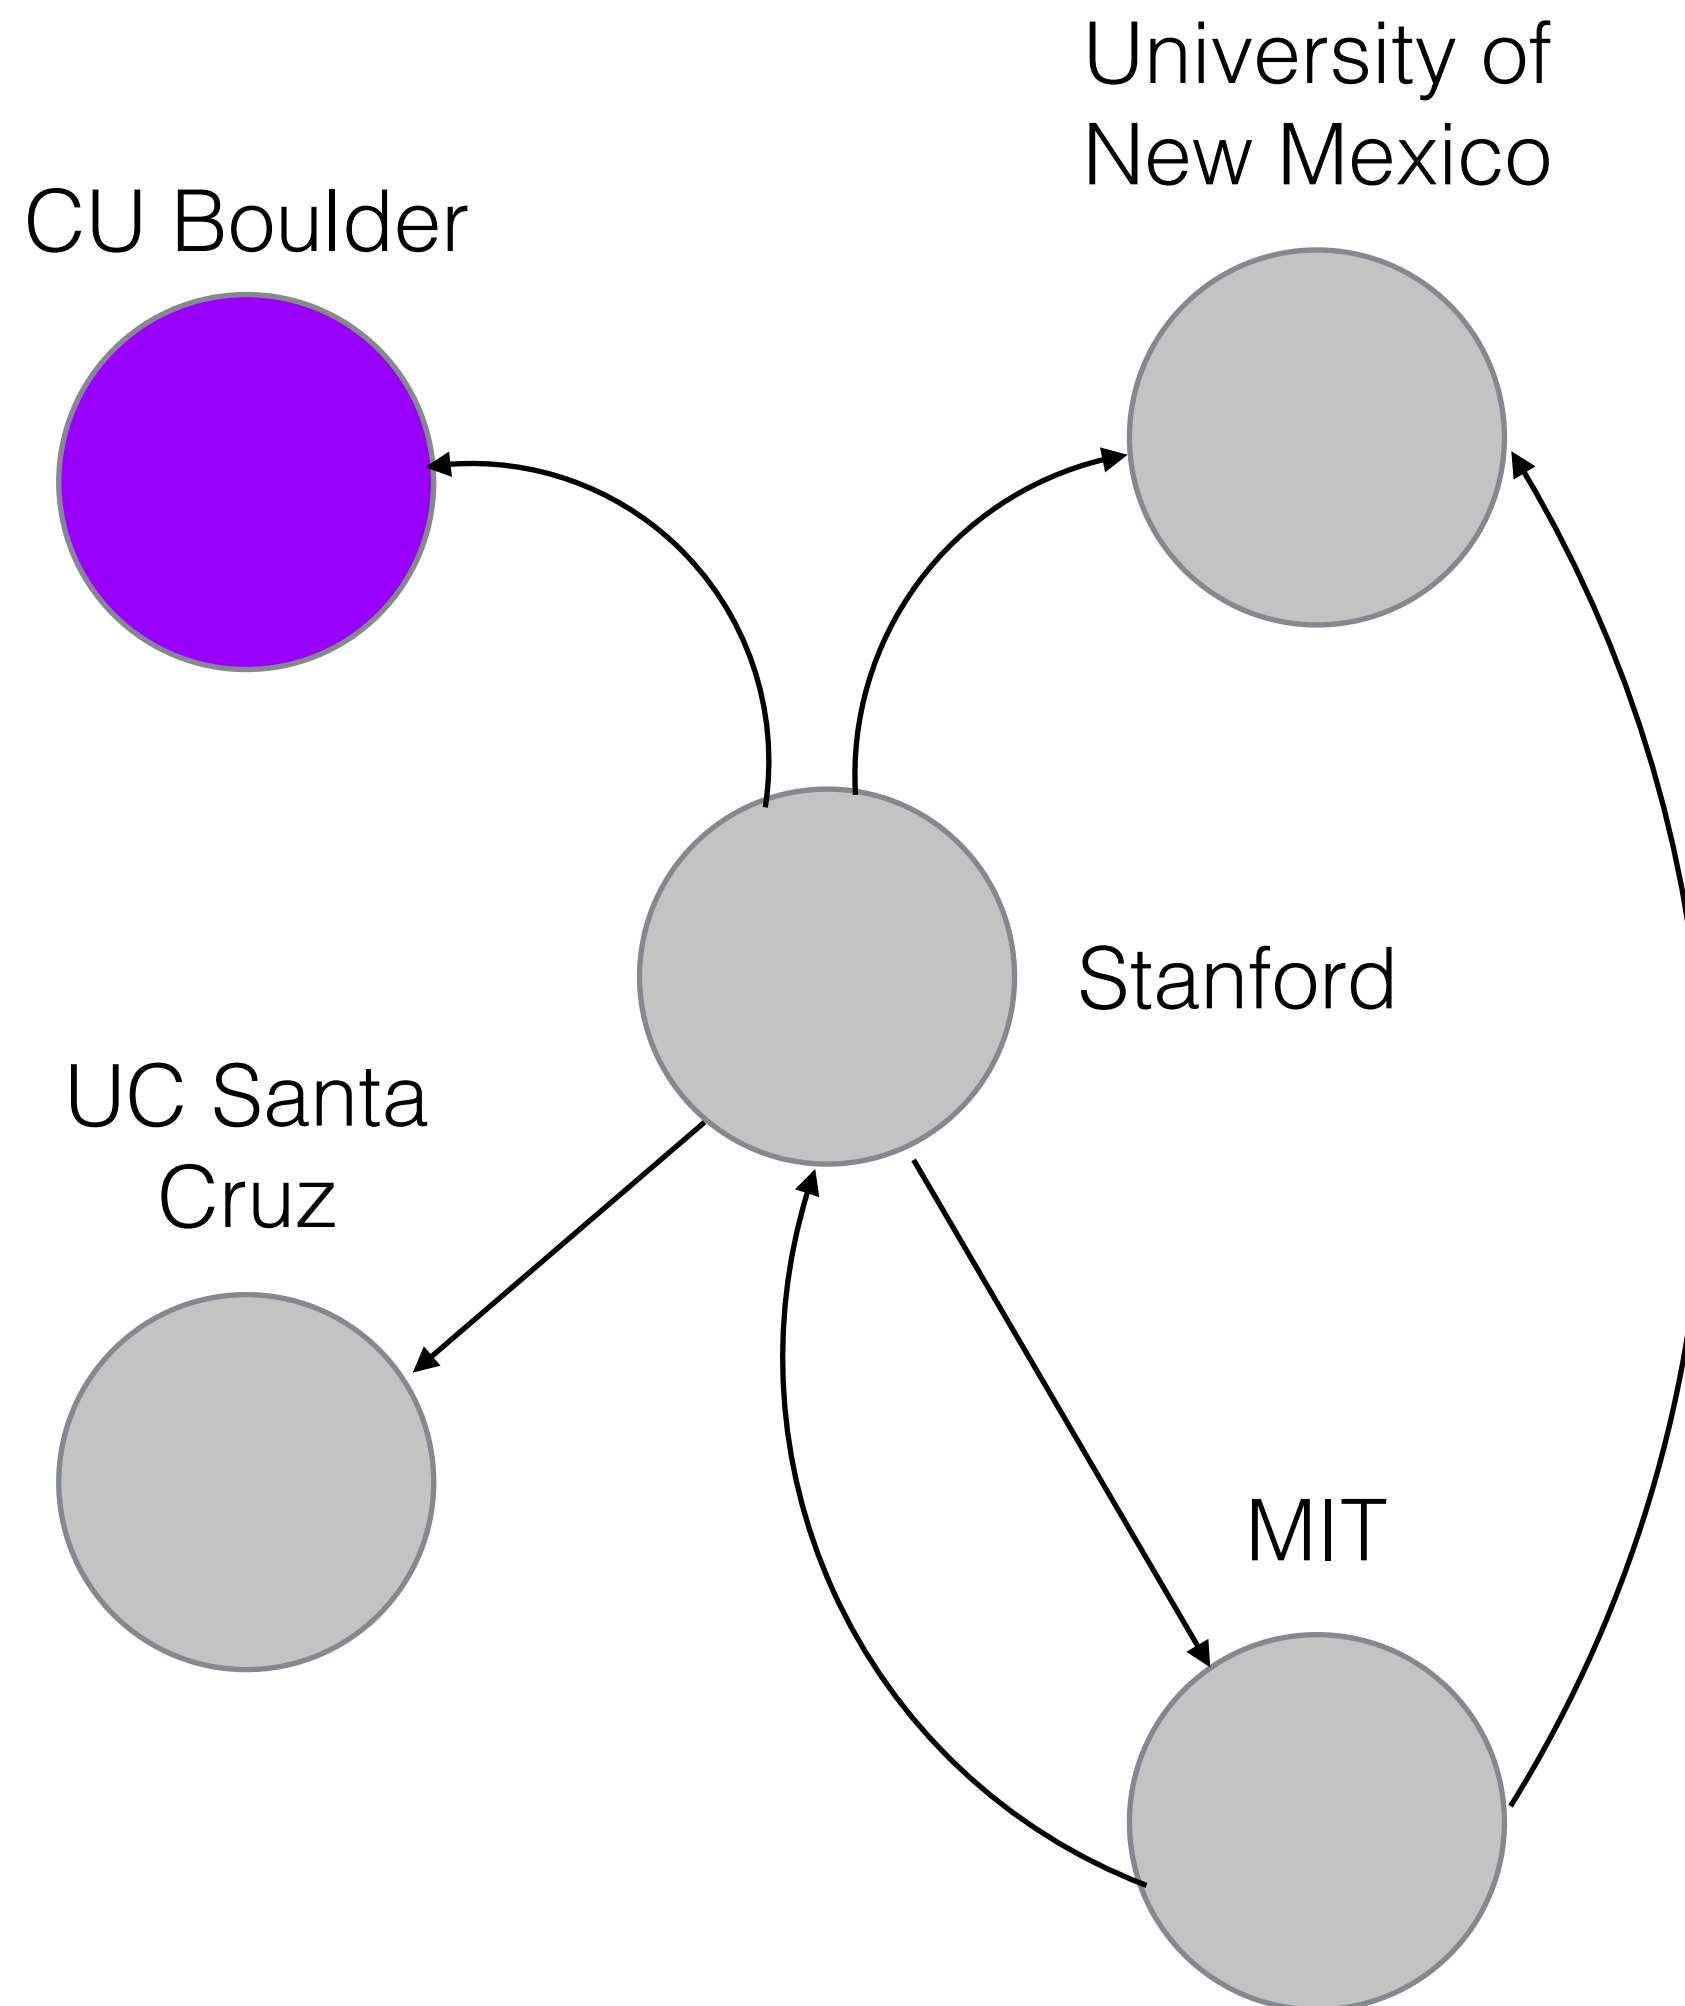 University of
New Mexico
CU Boulder
Stanford
UC Santa
Cruz
MIT